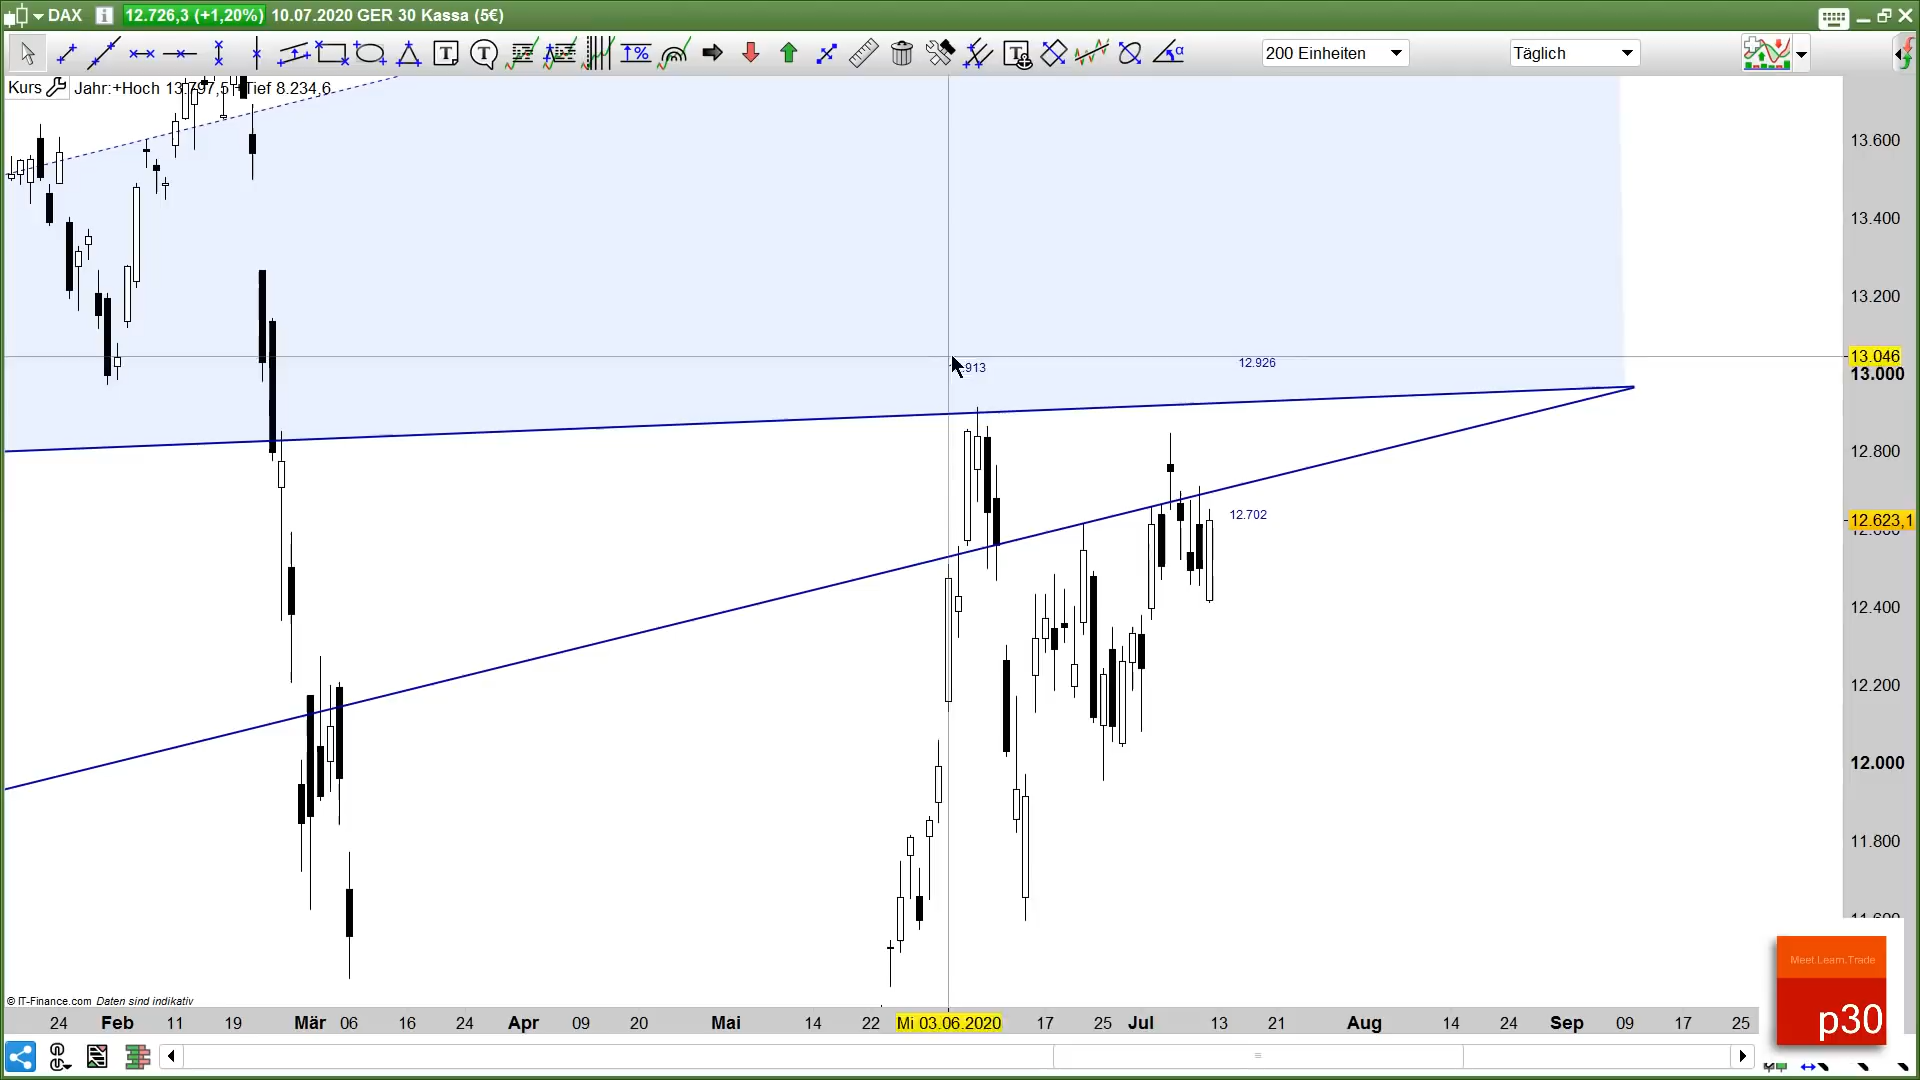 DAX 12.726,3 (+1,20%) 10.07.2020 GER 30 Kassa (5€)
200 Einheiten Täglich
Kurs Jahr:+Hoch 13.797,5 +Tief 8.234,6
13.600
13.400
13.200
13.046
12.926
.913
13.000
12.800
12.702
12.623,1
12.400
12.200
12.000
11.800
Meet.Learn.Trade
© IT-Finance.com Daten sind indikativ
p30
24 Feb 11 19 Mär 06 16 24 Apr 09 20 Mai 14 22 Mi 03.06.2020 17 25 Jul 13 21 Aug 14 24 Sep 09 17 25